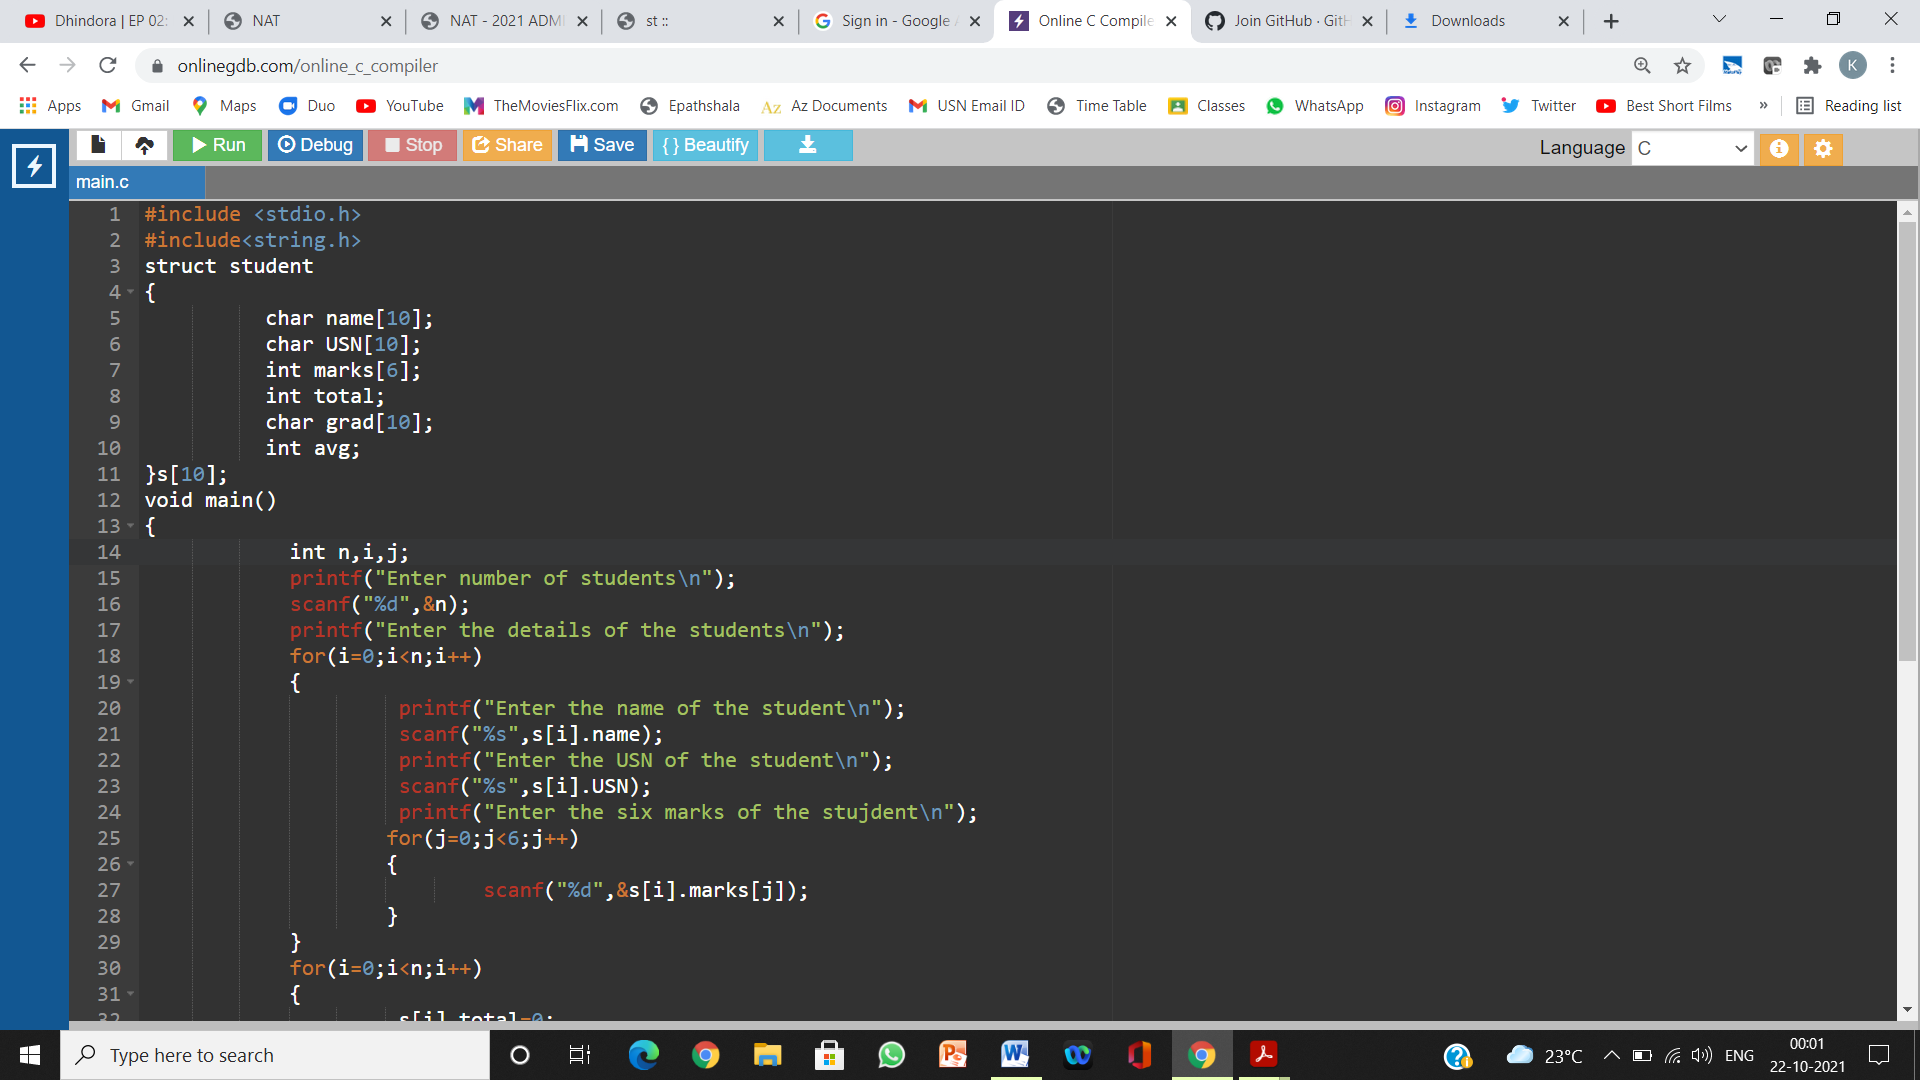 Dhindora | EP 02:
NAT
NAT - 2021 ADMI
st ::
Sign in - Google A
Online C Compile
Join GitHub · GitH
Downloads
onlinegdb.com/online_c_compiler
K
Apps
Gmail
Maps
Duo
YouTube
TheMoviesFlix.com
Epathshala
Az Documents
USN Email ID
Time Table
Classes
WhatsApp
Instagram
Twitter
Best Short Films
»
Reading list
Run
Debug
Stop
Share
Save
{ } Beautify
Language C
main.c
1 #include <stdio.h>
2 #include<string.h>
3 struct student
4 {
5 char name[10];
6 char USN[10];
7 int marks[6];
8 int total;
9 char grad[10];
10 int avg;
11 }s[10];
12 void main()
13 {
14 int n,i,j;
15 printf("Enter number of students\n");
16 scanf("%d",&n);
17 printf("Enter the details of the students\n");
18 for(i=0;i<n;i++)
19 {
20 printf("Enter the name of the student\n");
21 scanf("%s",s[i].name);
22 printf("Enter the USN of the student\n");
23 scanf("%s",s[i].USN);
24 printf("Enter the six marks of the stujdent\n");
25 for(j=0;j<6;j++)
26 {
27 scanf("%d",&s[i].marks[j]);
28 }
29 }
30 for(i=0;i<n;i++)
31 {
32 s[i].total=0;
Type here to search
23°C
ENG
00:01
22-10-2021